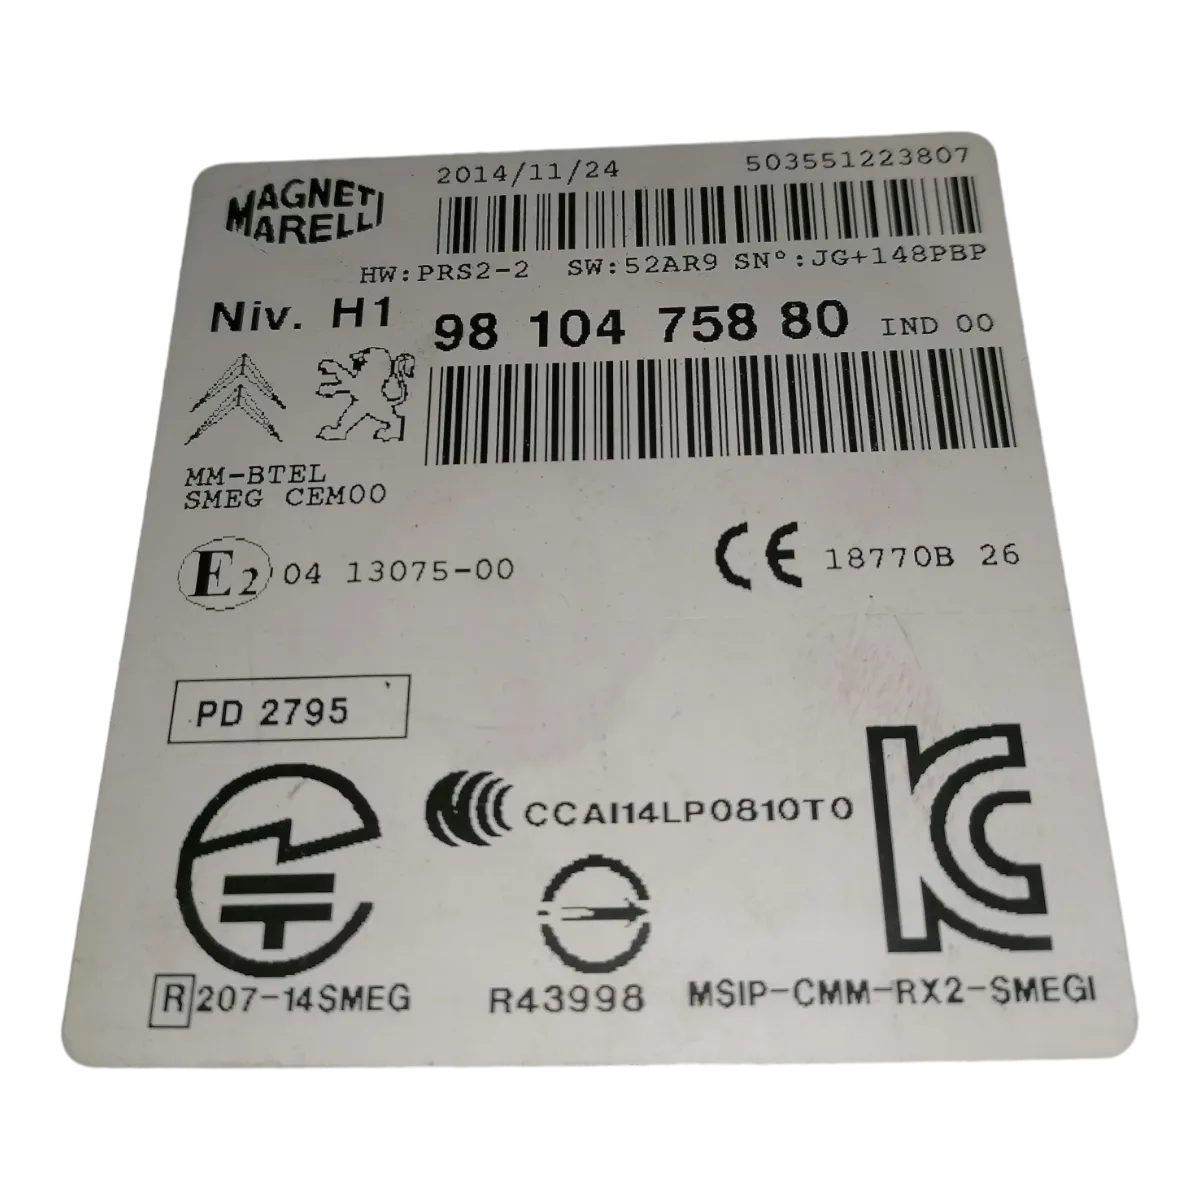 MAGNETI MARELLI
2014/11/24 503551223807
HW:PRS2-2 SW:52AR9 SN°:JG+148PBP
Niv. H1 98 104 758 80 IND 00
MM-BTEL
SMEG CEM00
E2 04 13075-00 CE 18770B 26
PD 2795
CCAI14LP0810T0
R 207-14SMEG R43998 MSIP-CMM-RX2-SMEGI